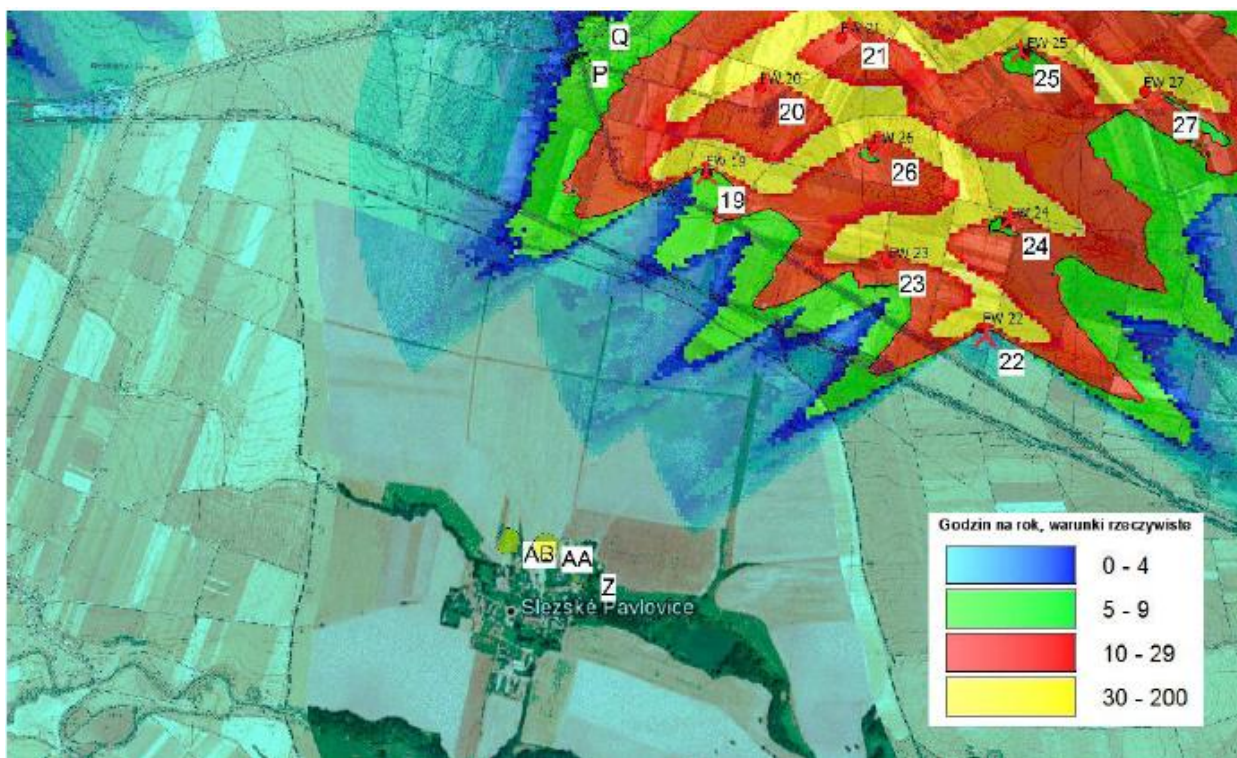 Q
P
EW 21
21
EW 25
25
EW 20
20
EW 27
27
EW 26
26
EW 19
19
EW 24
24
EW 23
23
EW 22
22
AB
AA
Z
Slezské Pavlovice
Godzin na rok, warunki rzeczywiste
0 - 4
5 - 9
10 - 29
30 - 200